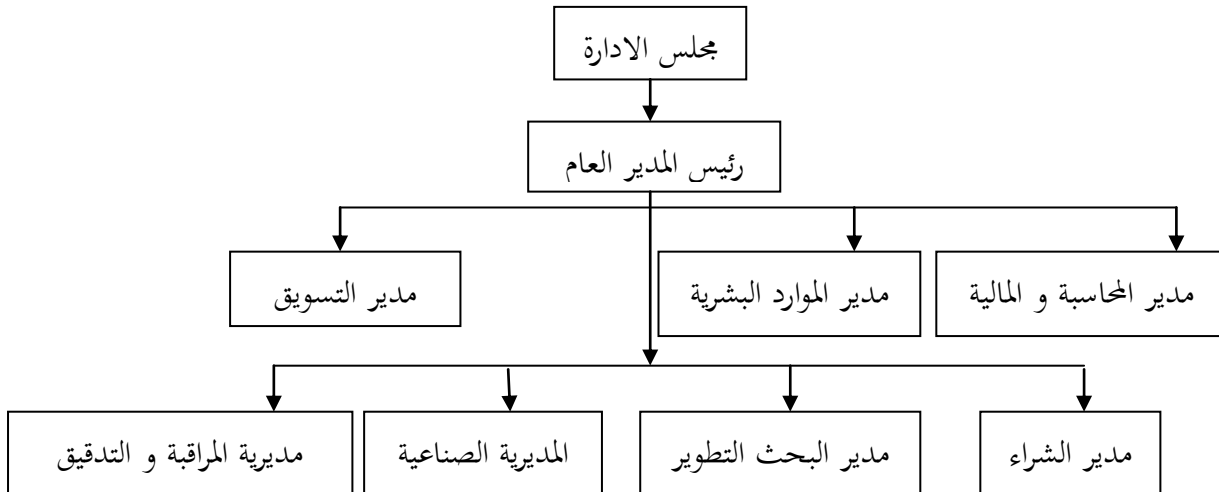 مجلس الادارة
رئيس المدير العام
مدير المحاسبة و المالية
مدير الموارد البشرية
مدير التسويق
مدير الشراء
مدير البحث التطوير
المديرية الصناعية
مديرية المراقبة و التدقيق